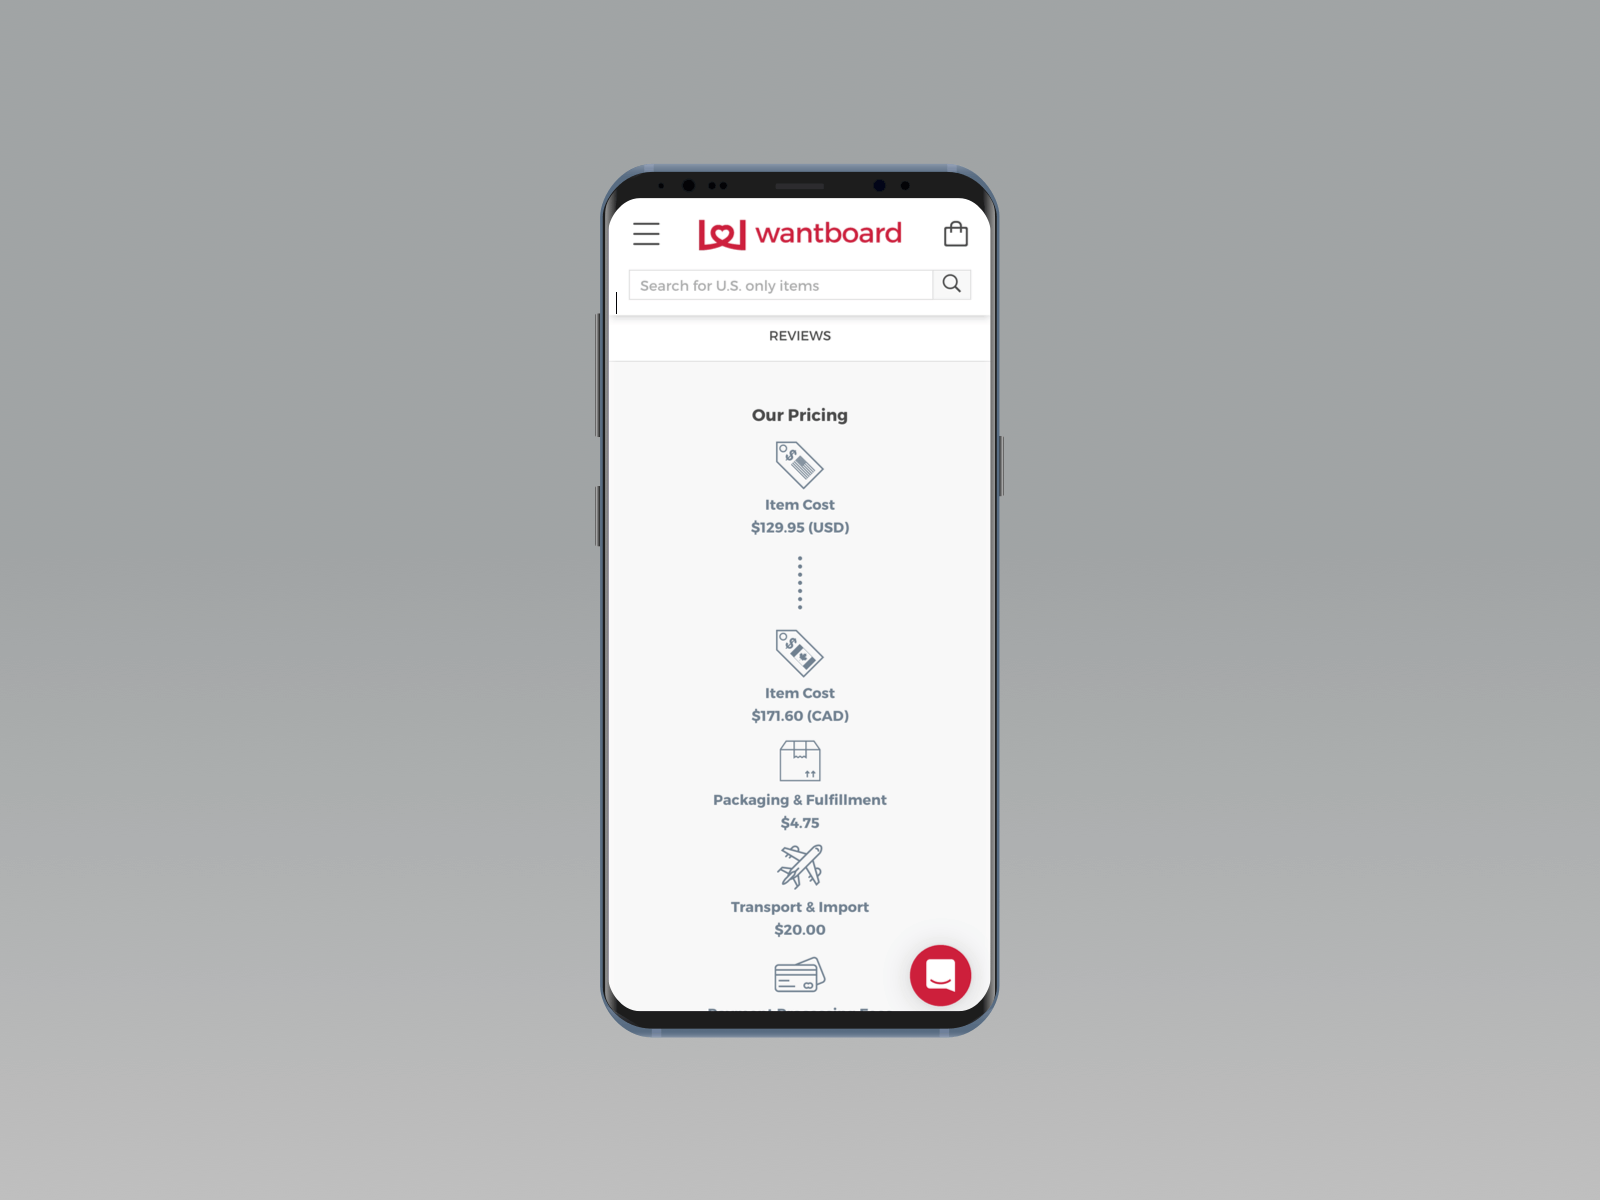 wantboard
Search for U.S. only items
REVIEWS
Our Pricing
Item Cost
$129.95 (USD)
Item Cost
$171.60 (CAD)
Packaging & Fulfillment
$4.75
Transport & Import
$20.00